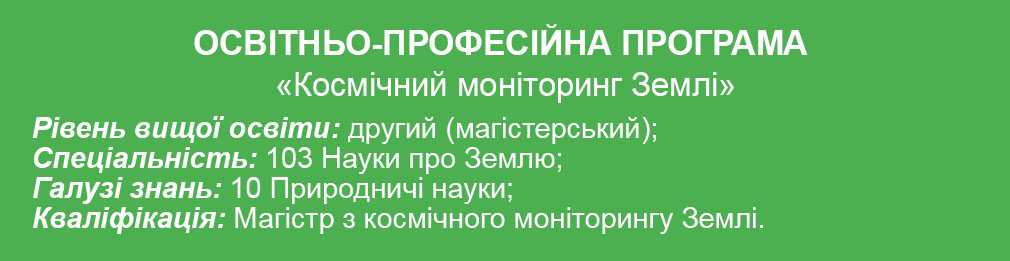 ОСВІТНЬО-ПРОФЕСІЙНА ПРОГРАМА
«Космічний моніторинг Землі»
Рівень вищої освіти: другий (магістерський);
Спеціальність: 103 Науки про Землю;
Галузі знань: 10 Природничі науки;
Кваліфікація: Магістр з космічного моніторингу Землі.